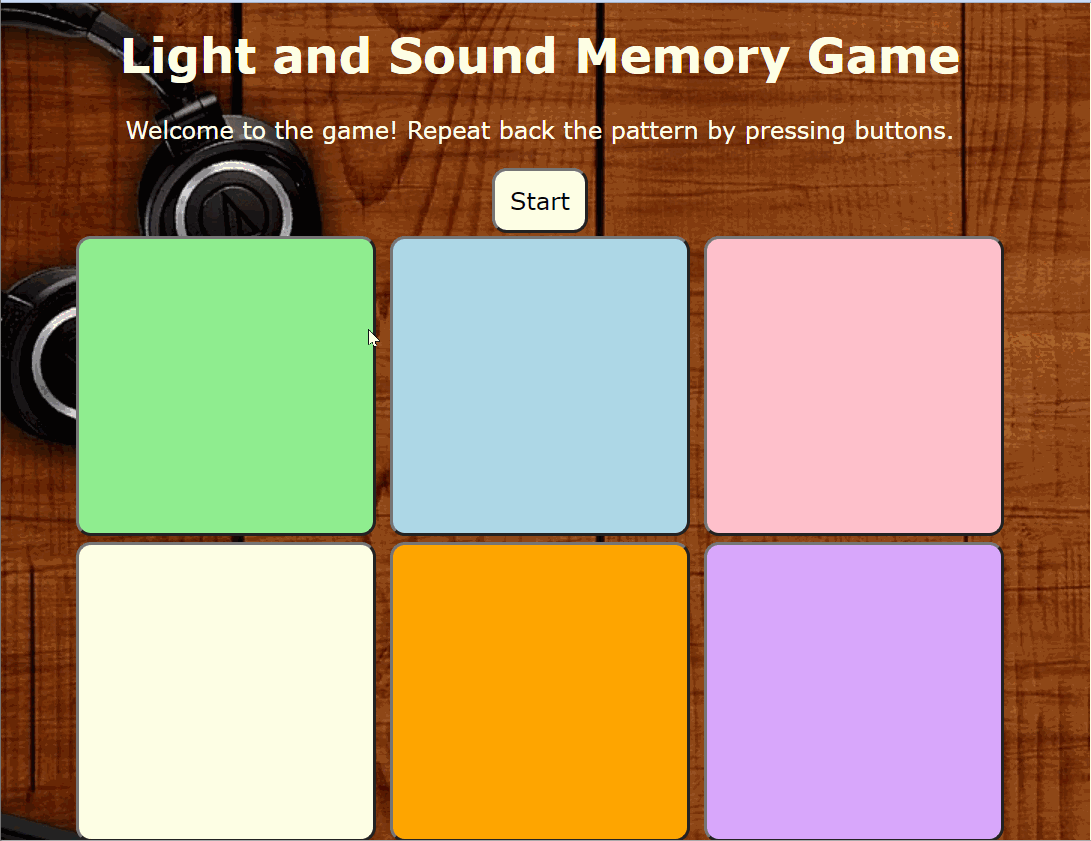 Light and Sound Memory Game
Welcome to the game! Repeat back the pattern by pressing buttons.
Start